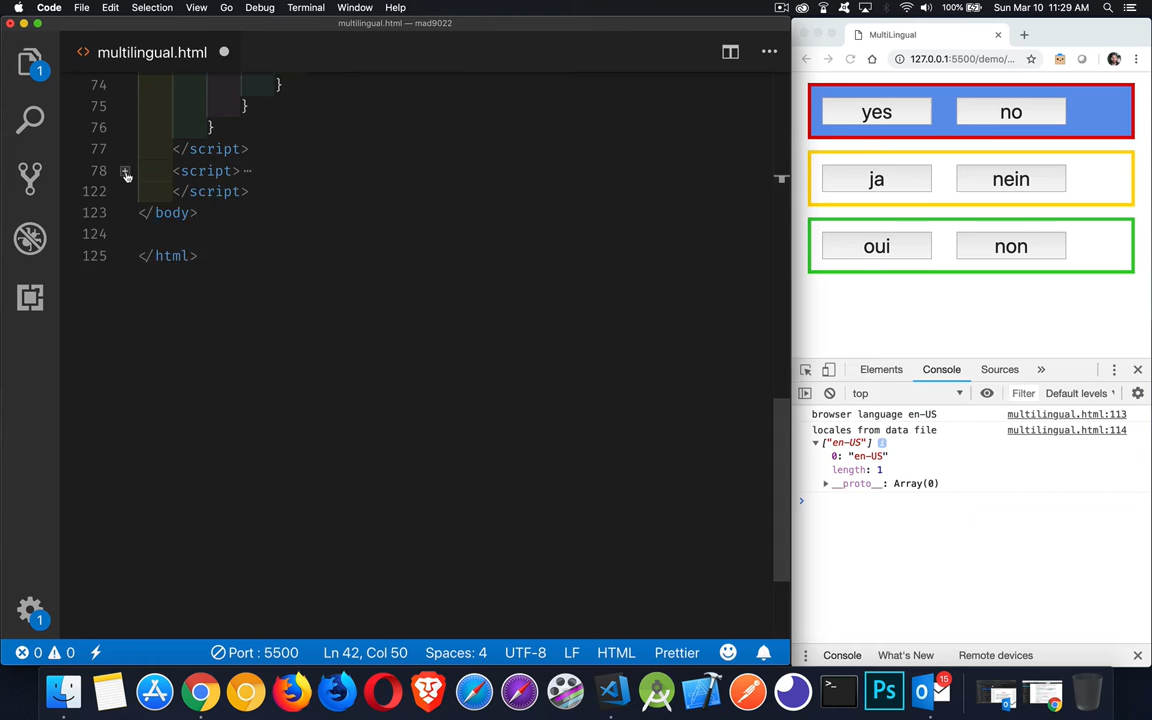 Code File Edit Selection View Go Debug Terminal Window Help 100% Sun Mar 10 11:29 AM
multilingual.html — mad9022
<> multilingual.html
1
74 }
75 }
76 }
77 </script>
78 <script>
122 </script>
123 </body>
124
125 </html>
1
0 0 Port : 5500 Ln 42, Col 50 Spaces: 4 UTF-8 LF HTML Prettier
MultiLingual
127.0.0.1:5500/demo/...
yes no
ja nein
oui non
Elements Console Sources »
top Filter Default levels
browser language en-US multilingual.html:113
locales from data file multilingual.html:114
["en-US"] i
0: "en-US"
length: 1
__proto__: Array(0)
Console What's New Remote devices
Ps
15